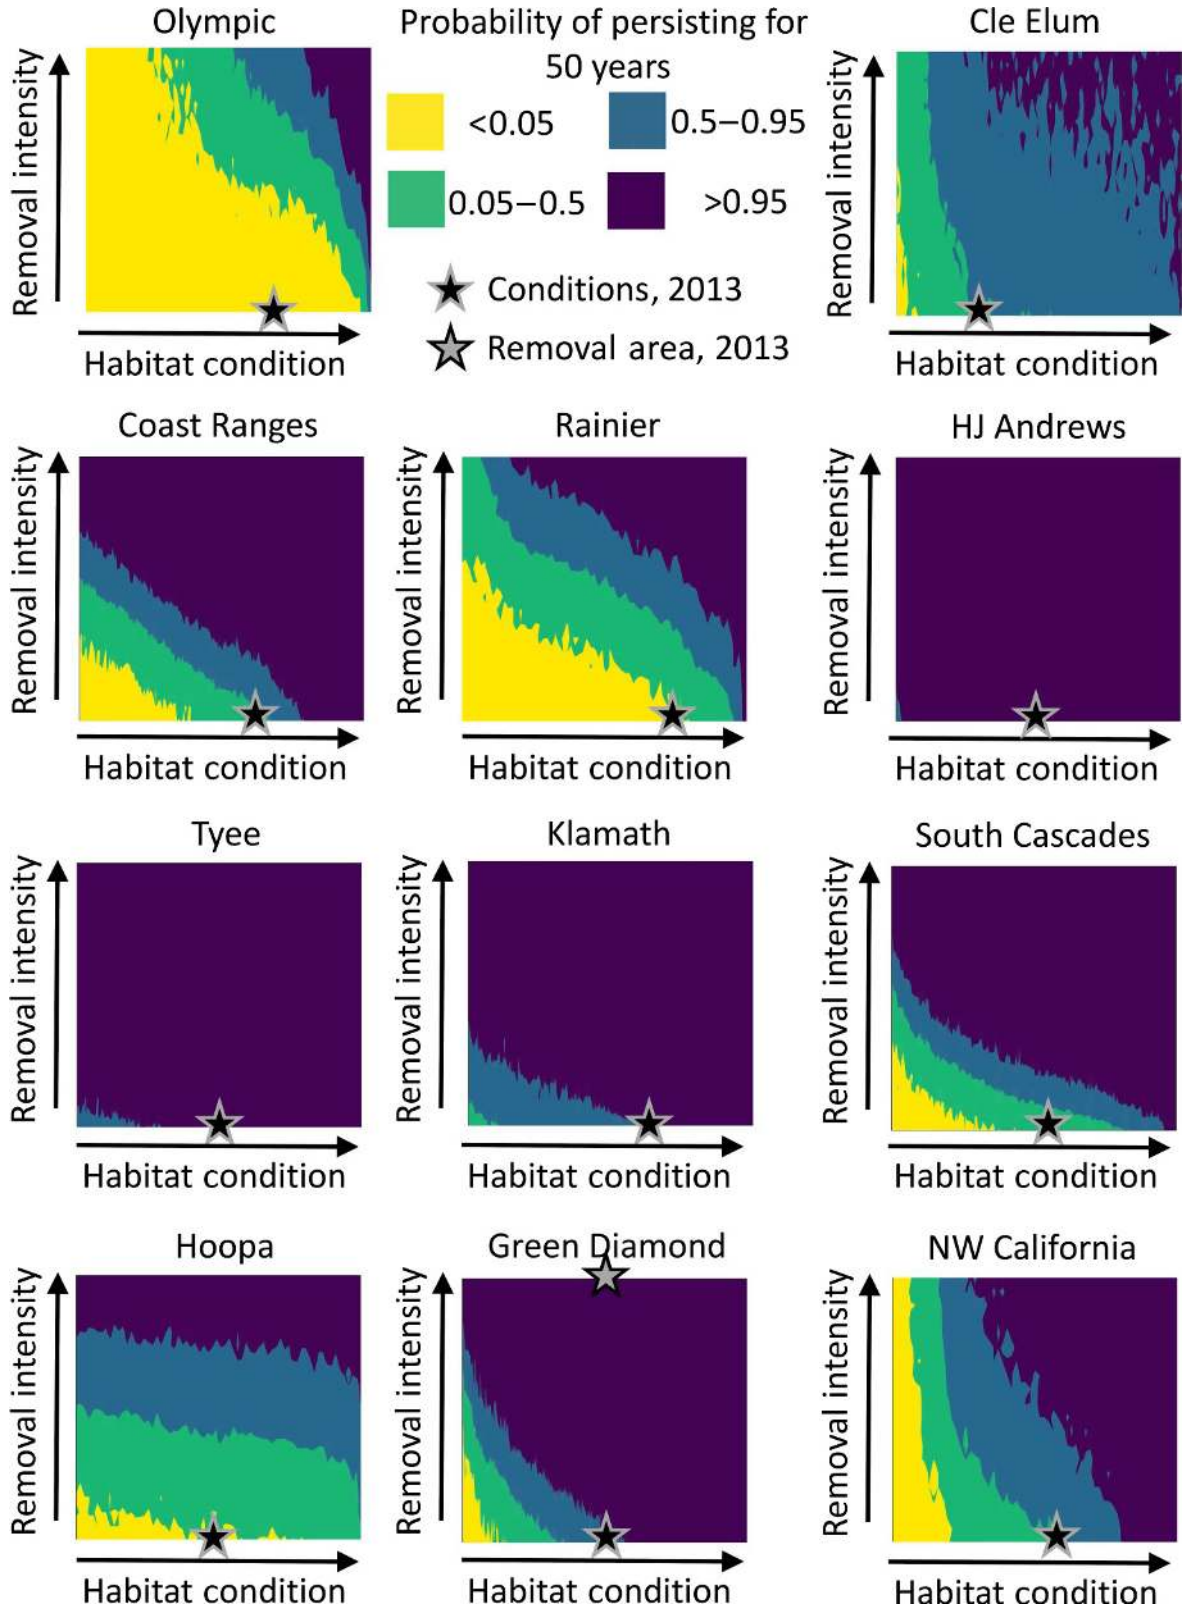 Olympic
Probability of persisting for
50 years
Cle Elum
<0.05
0.5–0.95
0.05–0.5
>0.95
Conditions, 2013
Removal area, 2013
Removal intensity
Habitat condition
Removal intensity
Habitat condition
Coast Ranges
Rainier
HJ Andrews
Removal intensity
Removal intensity
Removal intensity
Habitat condition
Habitat condition
Habitat condition
Tyee
Klamath
South Cascades
Removal intensity
Removal intensity
Removal intensity
Habitat condition
Habitat condition
Habitat condition
Hoopa
Green Diamond
NW California
Removal intensity
Removal intensity
Removal intensity
Habitat condition
Habitat condition
Habitat condition